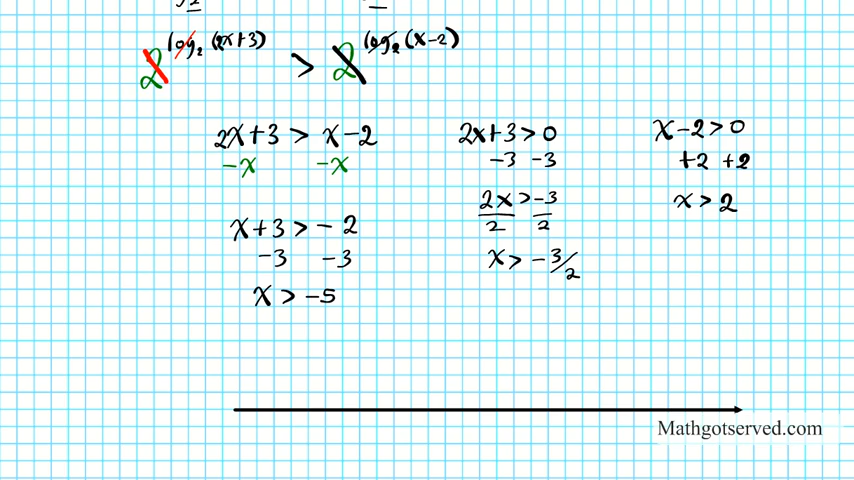 2^log₂(2x+3) > 2^log₂(x-2)
2x+3 > x-2
-x -x
x+3 > -2
-3 -3
x > -5
2x+3 > 0
-3 -3
2x > -3
2 2
x > -3/2
x-2 > 0
+2 +2
x > 2
Mathgotserved.com